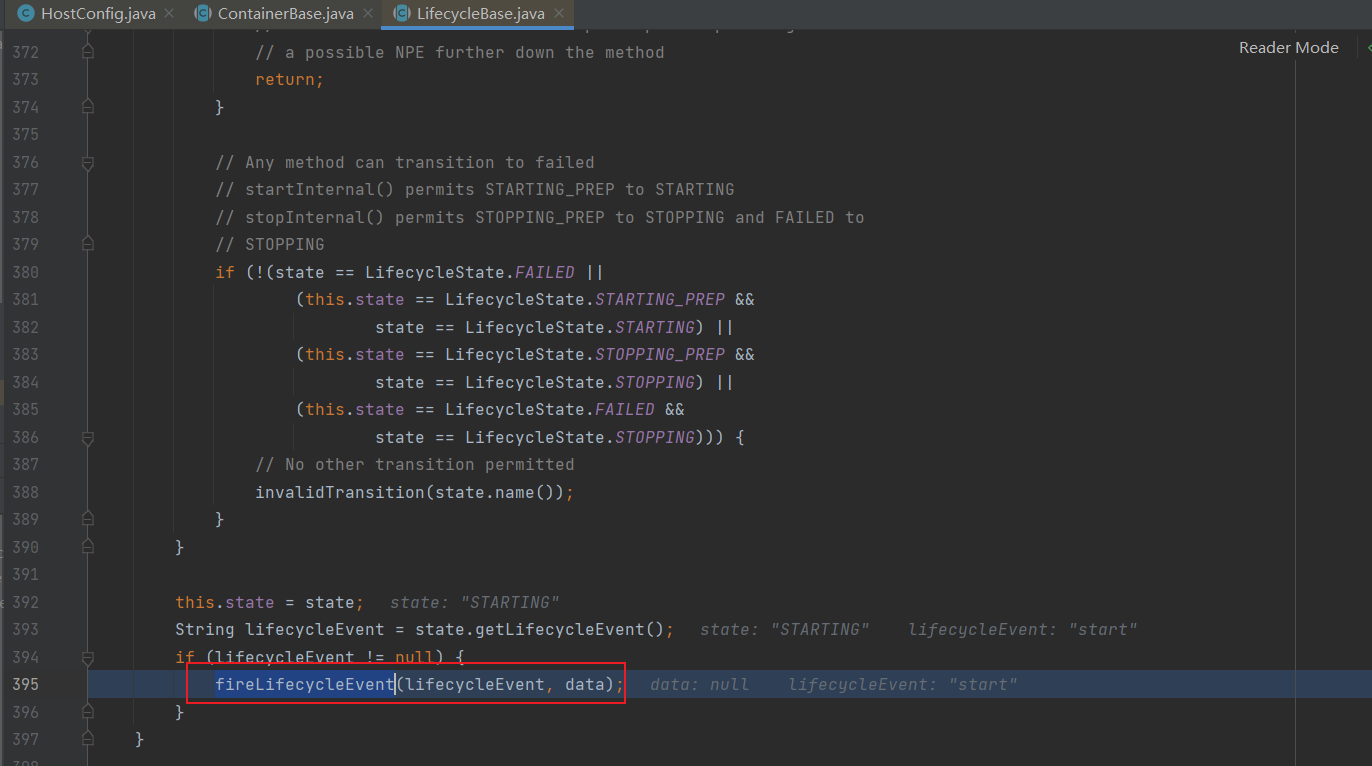 HostConfig.java × ContainerBase.java × LifecycleBase.java ×
Reader Mode
372 // a possible NPE further down the method
373 return;
374 }
375
376 // Any method can transition to failed
377 // startInternal() permits STARTING_PREP to STARTING
378 // stopInternal() permits STOPPING_PREP to STOPPING and FAILED to
379 // STOPPING
380 if (!(state == LifecycleState.FAILED ||
381 (this.state == LifecycleState.STARTING_PREP &&
382 state == LifecycleState.STARTING) ||
383 (this.state == LifecycleState.STOPPING_PREP &&
384 state == LifecycleState.STOPPING) ||
385 (this.state == LifecycleState.FAILED &&
386 state == LifecycleState.STOPPING))) {
387 // No other transition permitted
388 invalidTransition(state.name());
389 }
390 }
391
392 this.state = state; state: "STARTING"
393 String lifecycleEvent = state.getLifecycleEvent(); state: "STARTING" lifecycleEvent: "start"
394 if (lifecycleEvent != null) {
395 fireLifecycleEvent(lifecycleEvent, data); data: null lifecycleEvent: "start"
396 }
397 }